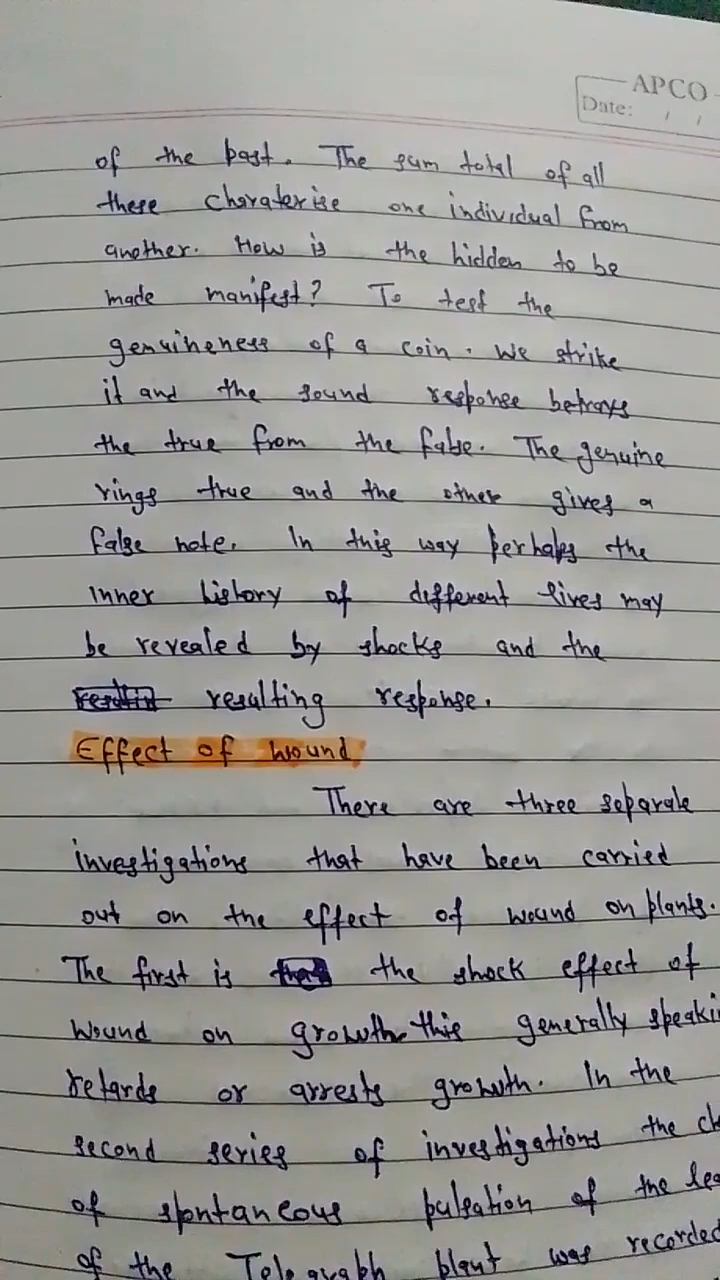 APCO
Date: / /
of the past. The sum total of all
these charaterise one individual from
another. How is the hidden to be
made manifest? To test the
genuineness of a coin. We strike
it and the sound response betrays
the true from the false. The genuine
rings true and the other gives a
false note. In this way perhaps the
inner history of different lives may
be revealed by shocks and the
resulting response.
Effect of wound
There are three separate
investigations that have been carried
out on the effect of wound on plants.
The first is the shock effect of
wound on growth this generally speaki
retards or arrests growth. In the
second series of investigations the ch
of spontaneous pulsation of the lea
of the Telegraph plant was recorded